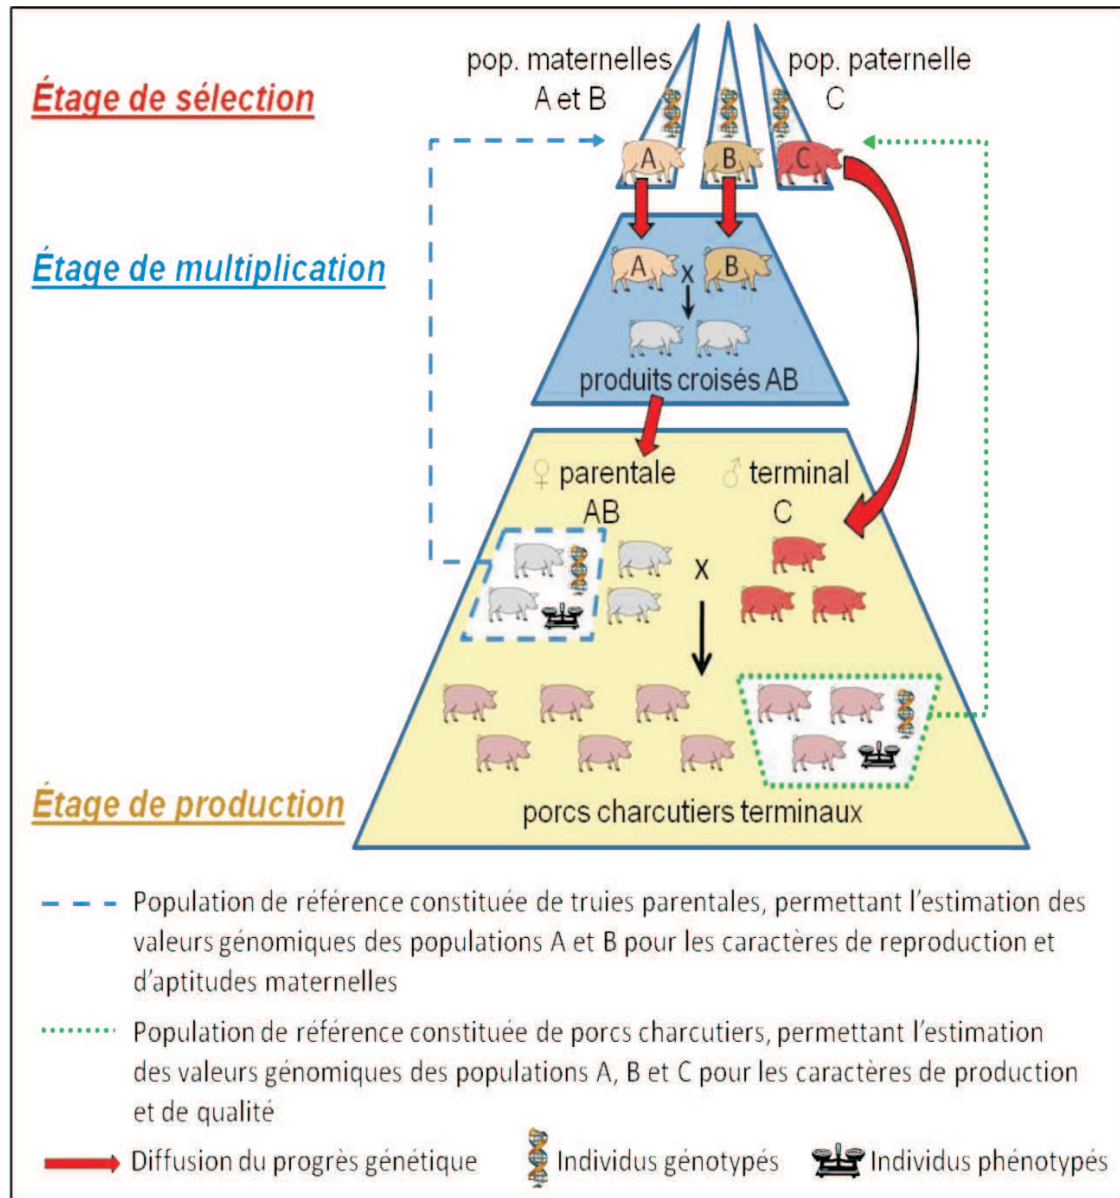 pop. maternelles
A et B
pop. paternelle
C
Étage de sélection
A
B
C
Étage de multiplication
A
B
x
produits croisés AB
♀ parentale
AB
♂ terminal
C
x
Étage de production
porcs charcutiers terminaux
Population de référence constituée de truies parentales, permettant l'estimation des
valeurs génomiques des populations A et B pour les caractères de reproduction et
d'aptitudes maternelles
Population de référence constituée de porcs charcutiers, permettant l'estimation
des valeurs génomiques des populations A, B et C pour les caractères de production
et de qualité
Diffusion du progrès génétique
Individus génotypés
Individus phénotypés